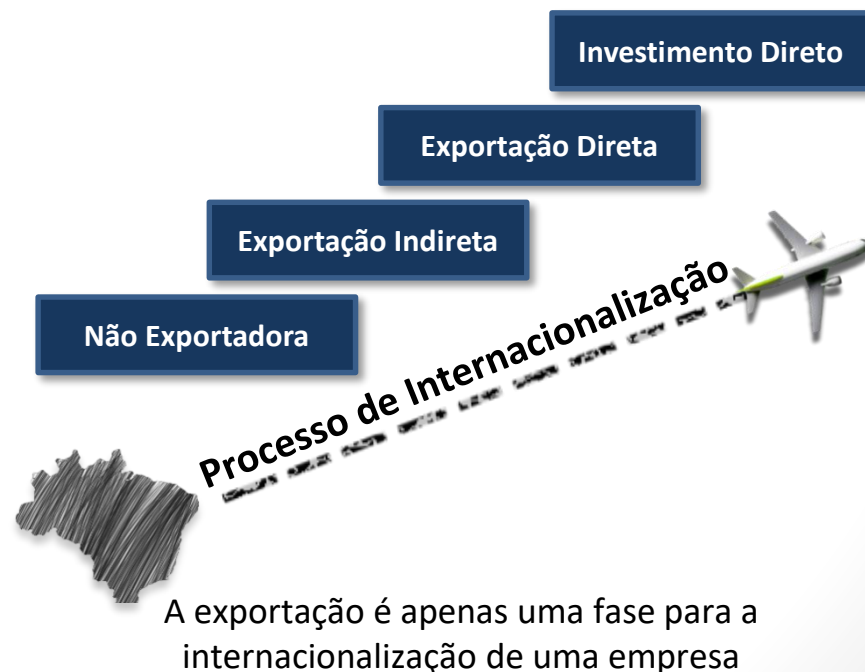 Investimento Direto
Exportação Direta
Exportação Indireta
Não Exportadora
Processo de Internacionalização
A exportação é apenas uma fase para a
internacionalização de uma empresa